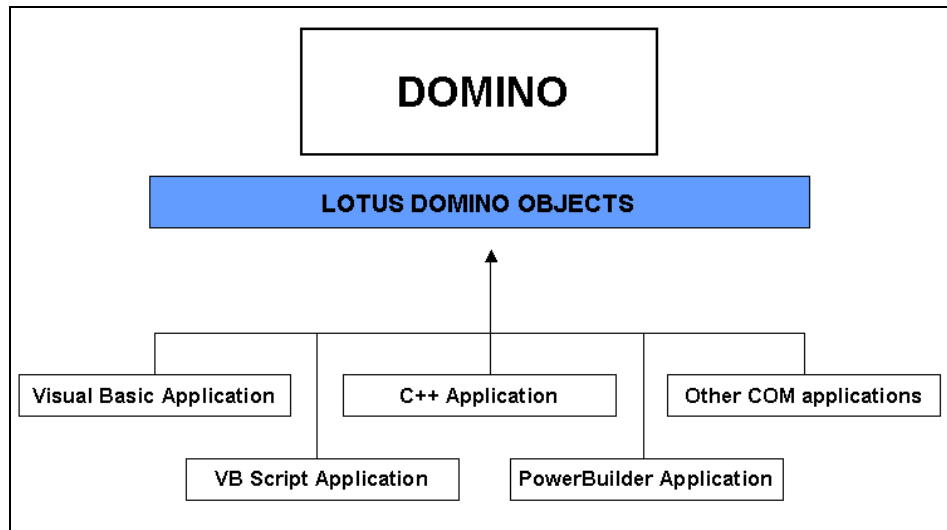 DOMINO
LOTUS DOMINO OBJECTS
Visual Basic Application
C++ Application
Other COM applications
VB Script Application
PowerBuilder Application